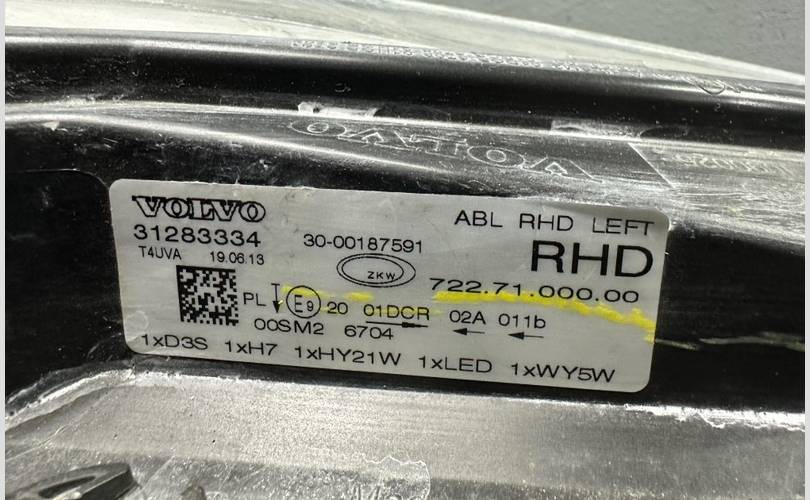 VOLVO
VOLVO
31283334
T4UVA 19.06.13
30-00187591
ZKW
ABL RHD LEFT
RHD
722.71.000.00
PL E9 20 01DCR 02A 011b
00SM2 6704
1xD3S 1xH7 1xHY21W 1xLED 1xWY5W